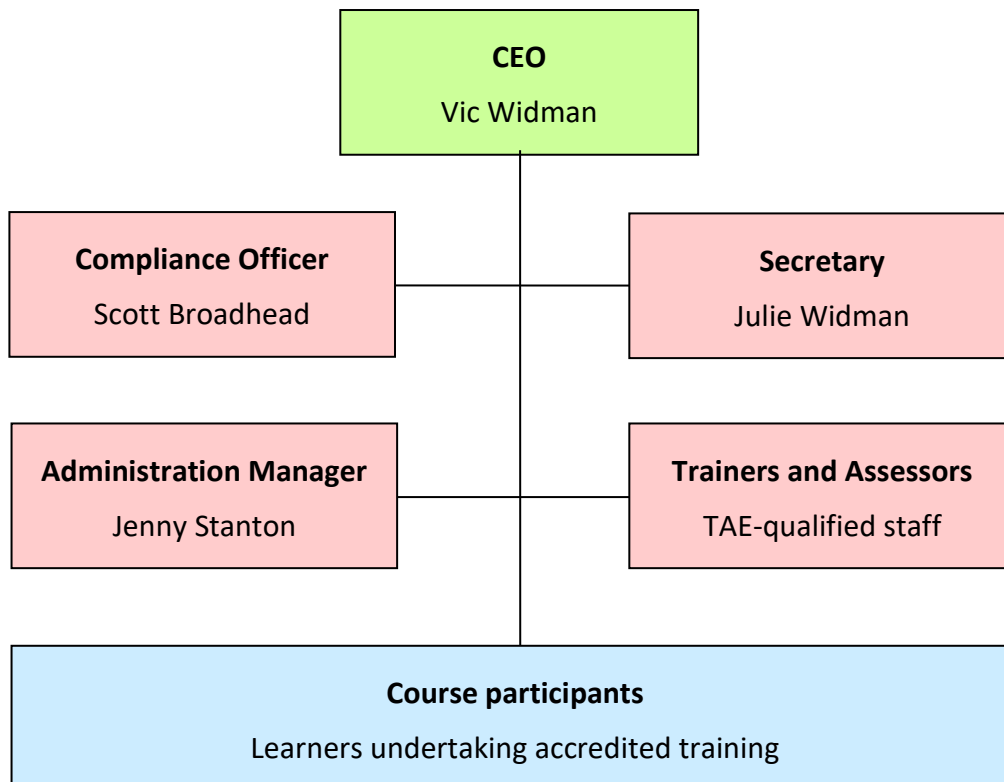 CEO
Vic Widman
Compliance Officer
Scott Broadhead
Secretary
Julie Widman
Administration Manager
Jenny Stanton
Trainers and Assessors
TAE-qualified staff
Course participants
Learners undertaking accredited training